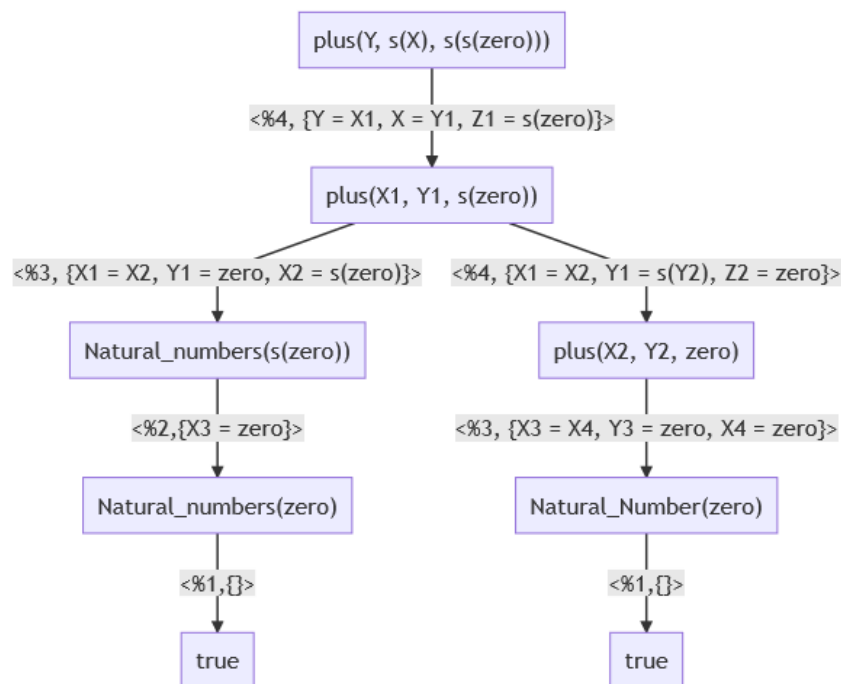 plus(Y, s(X), s(s(zero)))
<%4, {Y = X1, X = Y1, Z1 = s(zero)}>
plus(X1, Y1, s(zero))
<%3, {X1 = X2, Y1 = zero, X2 = s(zero)}>
<%4, {X1 = X2, Y1 = s(Y2), Z2 = zero}>
Natural_numbers(s(zero))
plus(X2, Y2, zero)
<%2,{X3 = zero}>
<%3, {X3 = X4, Y3 = zero, X4 = zero}>
Natural_numbers(zero)
Natural_Number(zero)
<%1,{}>
<%1,{}>
true
true